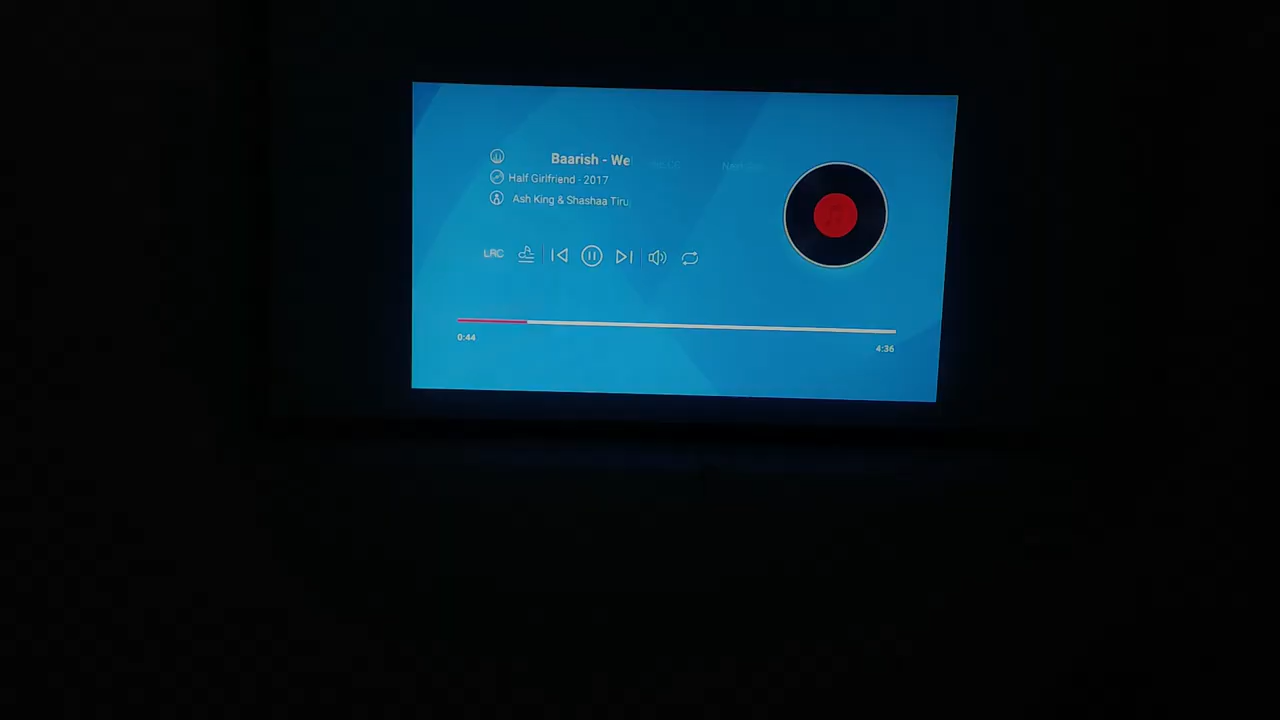 Baarish - We
Half Girlfriend - 2017
Ash King & Shashaa Tiru
LRC
0:44
4:36